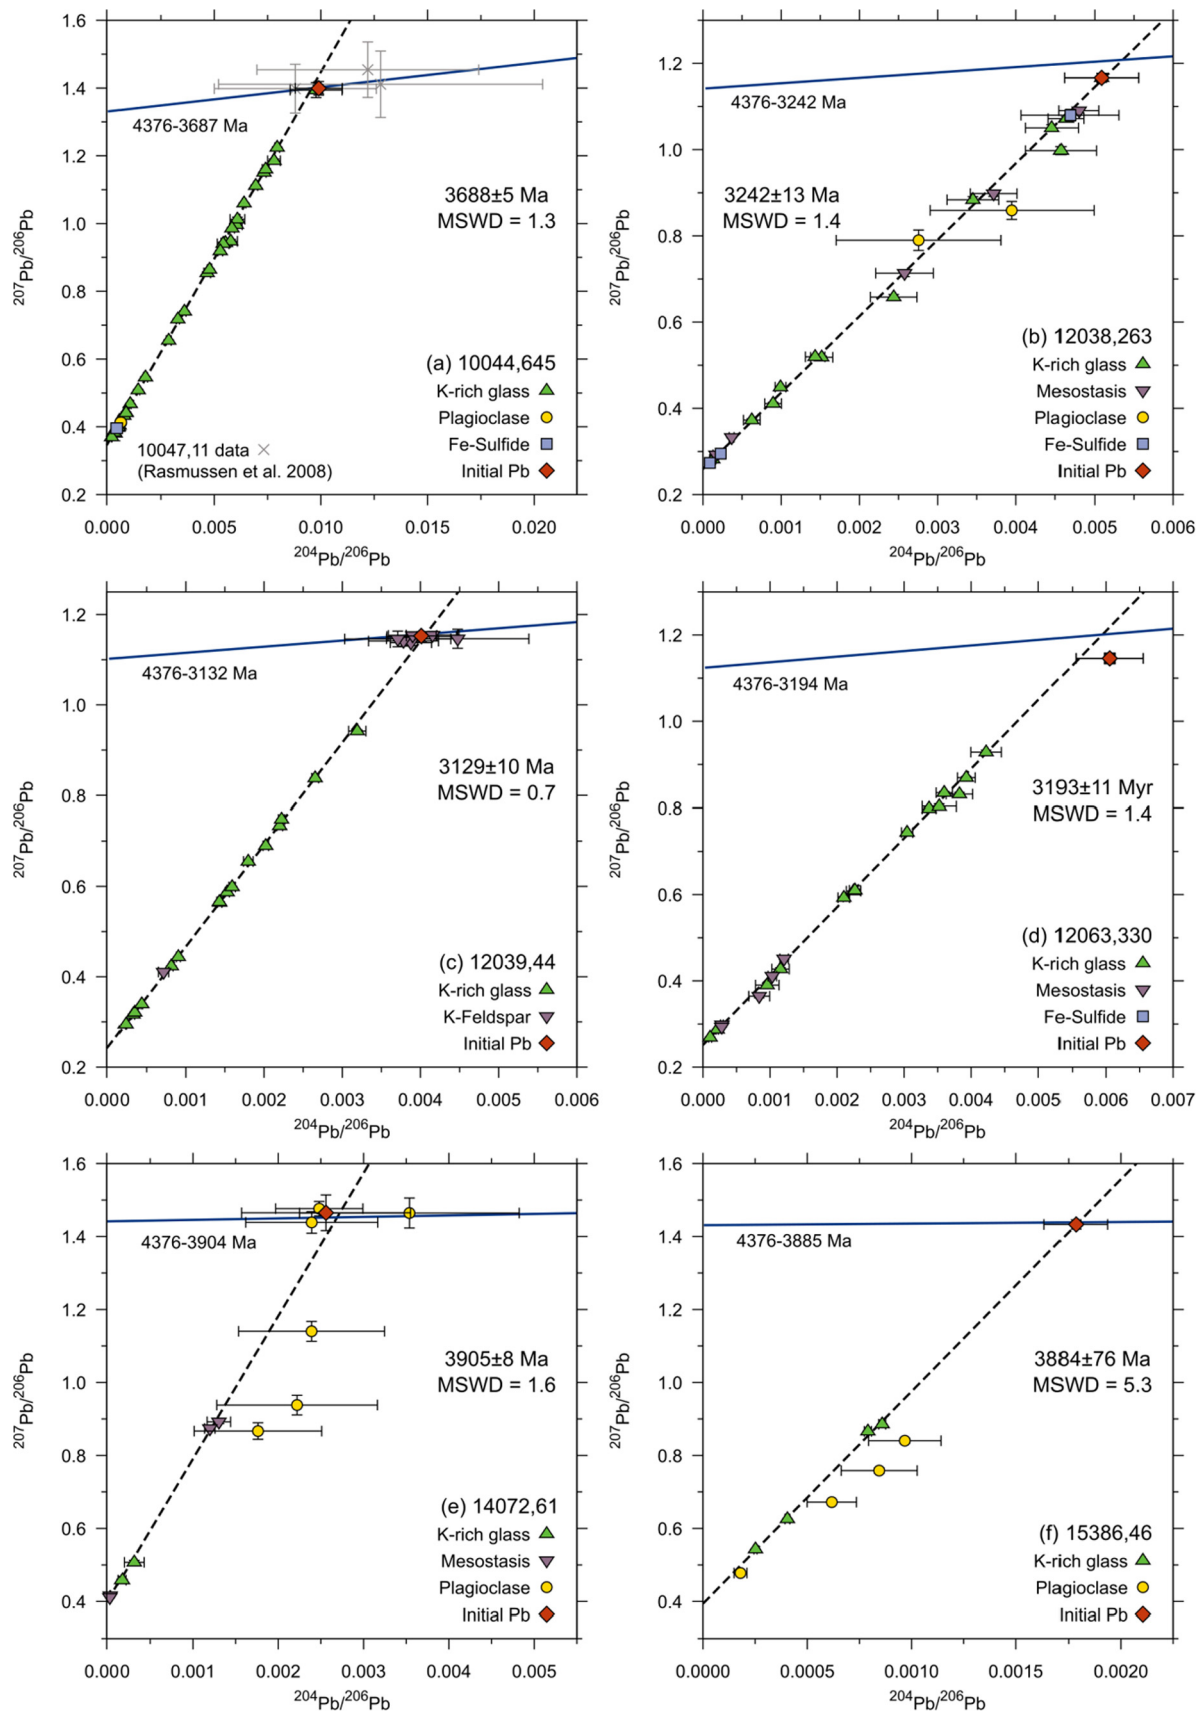 1.6
1.4
1.2
1.0
0.8
0.6
0.4
0.2
207Pb/206Pb
4376-3687 Ma
3688±5 Ma
MSWD = 1.3
(a) 10044,645
K-rich glass
Plagioclase
Fe-Sulfide
Initial Pb
10047,11 data
(Rasmussen et al. 2008)
0.000 0.005 0.010 0.015 0.020
204Pb/206Pb
1.2
1.0
0.8
0.6
0.4
0.2
207Pb/206Pb
4376-3242 Ma
3242±13 Ma
MSWD = 1.4
(b) 12038,263
K-rich glass
Mesostasis
Plagioclase
Fe-Sulfide
Initial Pb
0.000 0.001 0.002 0.003 0.004 0.005 0.006
204Pb/206Pb
1.2
1.0
0.8
0.6
0.4
0.2
207Pb/206Pb
4376-3132 Ma
3129±10 Ma
MSWD = 0.7
(c) 12039,44
K-rich glass
K-Feldspar
Initial Pb
0.000 0.001 0.002 0.003 0.004 0.005 0.006
204Pb/206Pb
1.2
1.0
0.8
0.6
0.4
0.2
207Pb/206Pb
4376-3194 Ma
3193±11 Myr
MSWD = 1.4
(d) 12063,330
K-rich glass
Mesostasis
Fe-Sulfide
Initial Pb
0.000 0.001 0.002 0.003 0.004 0.005 0.006 0.007
204Pb/206Pb
1.6
1.4
1.2
1.0
0.8
0.6
0.4
207Pb/206Pb
4376-3904 Ma
3905±8 Ma
MSWD = 1.6
(e) 14072,61
K-rich glass
Mesostasis
Plagioclase
Initial Pb
0.000 0.001 0.002 0.003 0.004 0.005
204Pb/206Pb
1.6
1.4
1.2
1.0
0.8
0.6
0.4
207Pb/206Pb
4376-3885 Ma
3884±76 Ma
MSWD = 5.3
(f) 15386,46
K-rich glass
Plagioclase
Initial Pb
0.0000 0.0005 0.0010 0.0015 0.0020
204Pb/206Pb